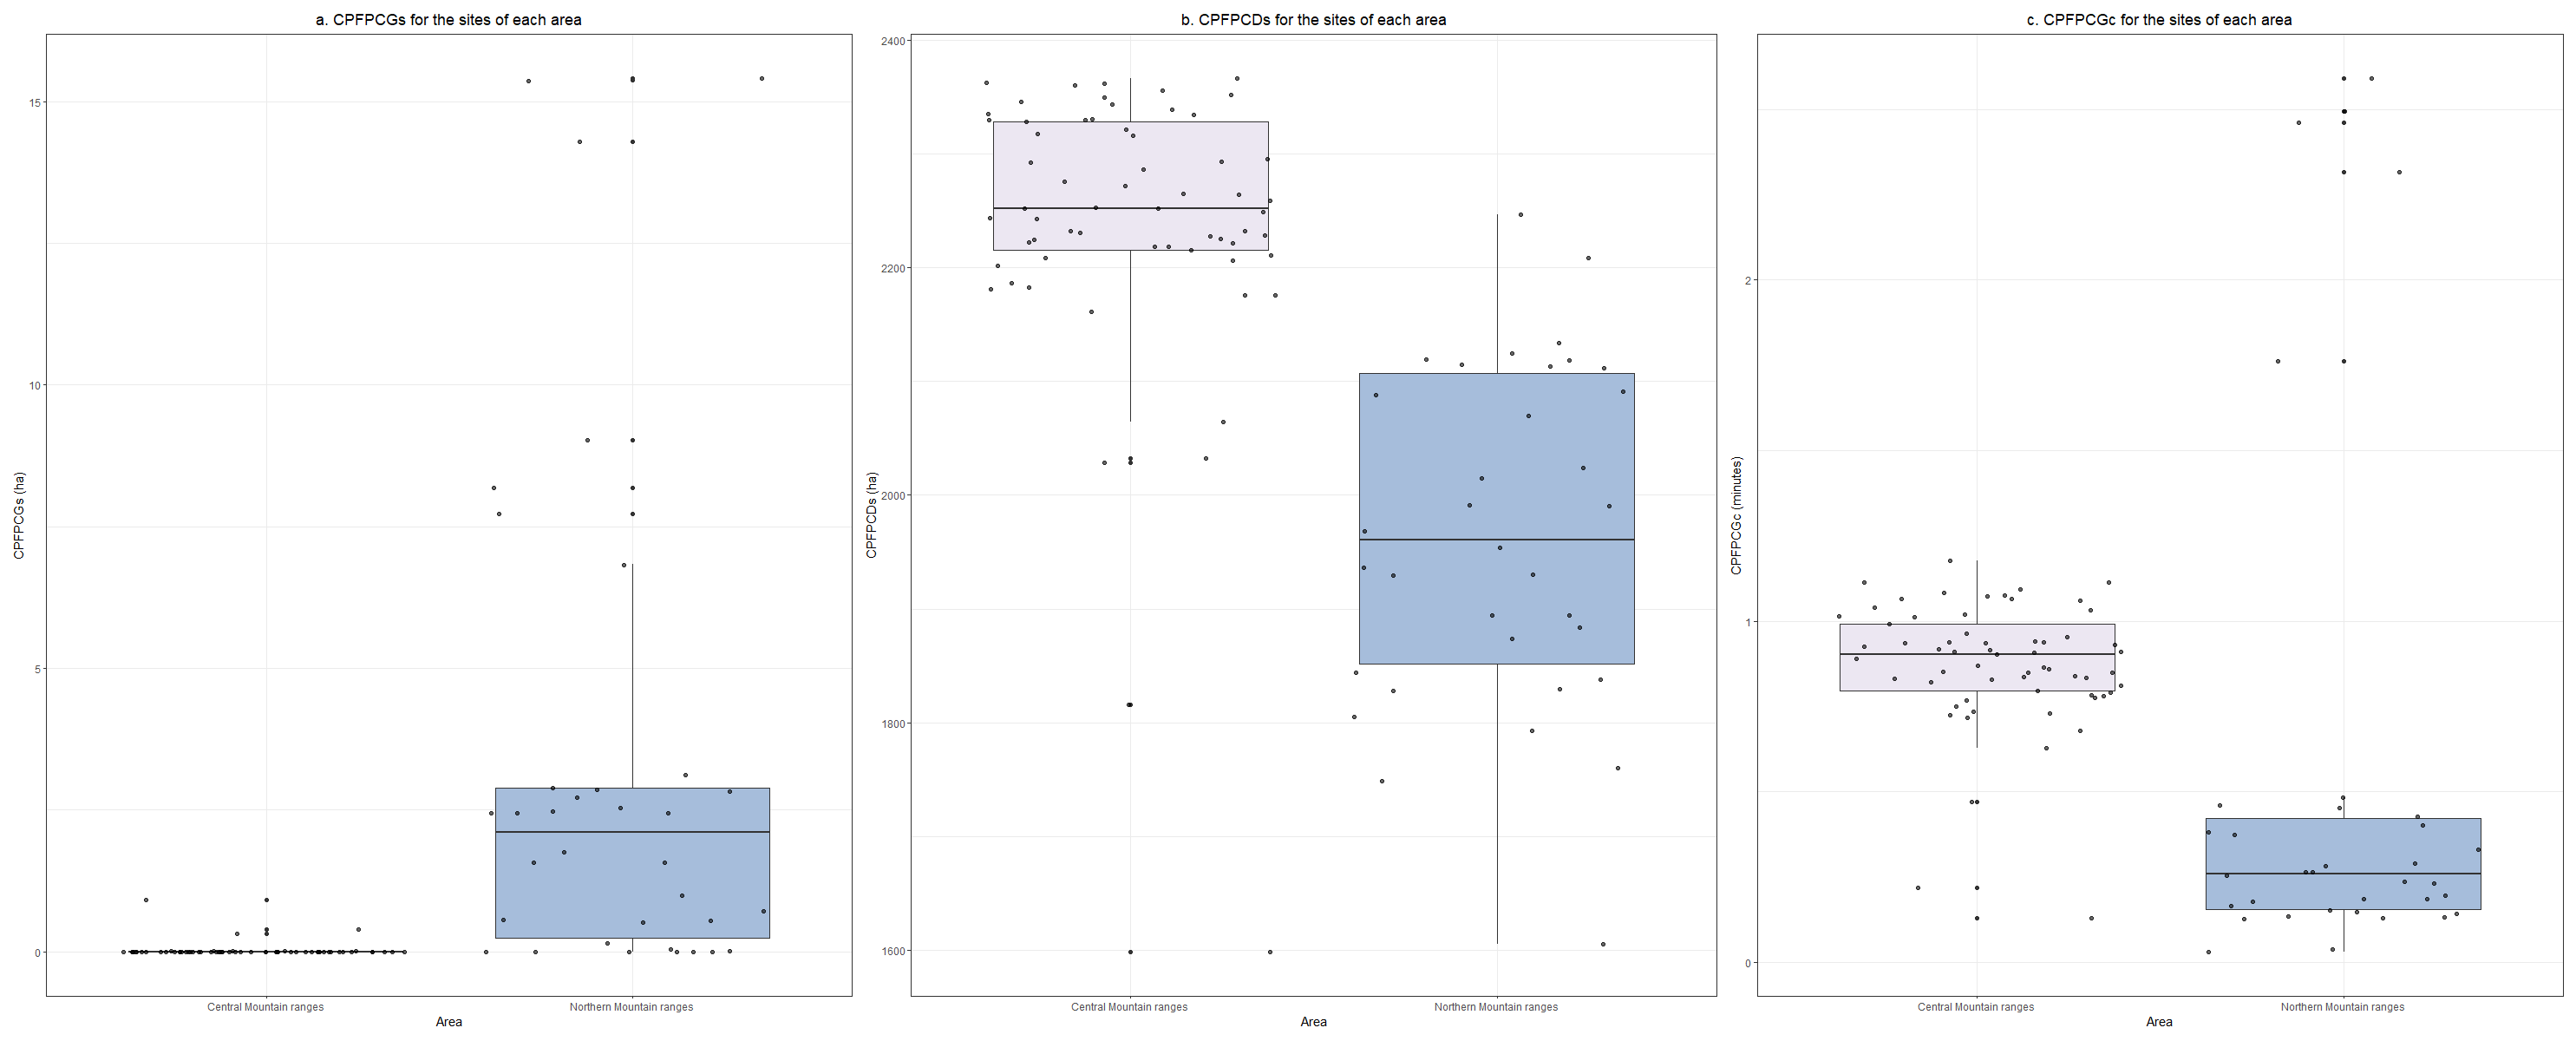 a. CPFPCGs for the sites of each area
CPFPCGs (ha)
15
10
5
0
Central Mountain ranges
Northern Mountain ranges
Area
b. CPFPCDs for the sites of each area
CPFPCDs (ha)
2400
2200
2000
1800
1600
Central Mountain ranges
Northern Mountain ranges
Area
c. CPFPCGc for the sites of each area
CPFPCGc (minutes)
2
1
0
Central Mountain ranges
Northern Mountain ranges
Area